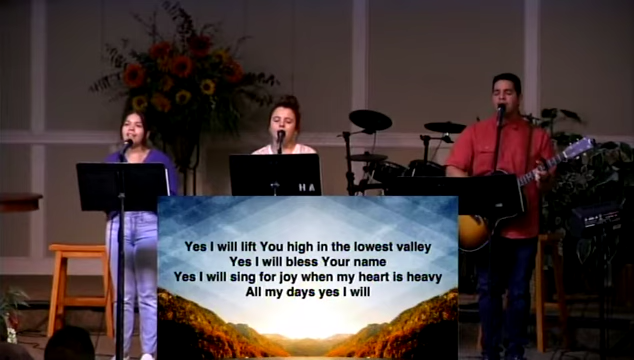 HA
Yes I will lift You high in the lowest valley
Yes I will bless Your name
Yes I will sing for joy when my heart is heavy
All my days yes I will